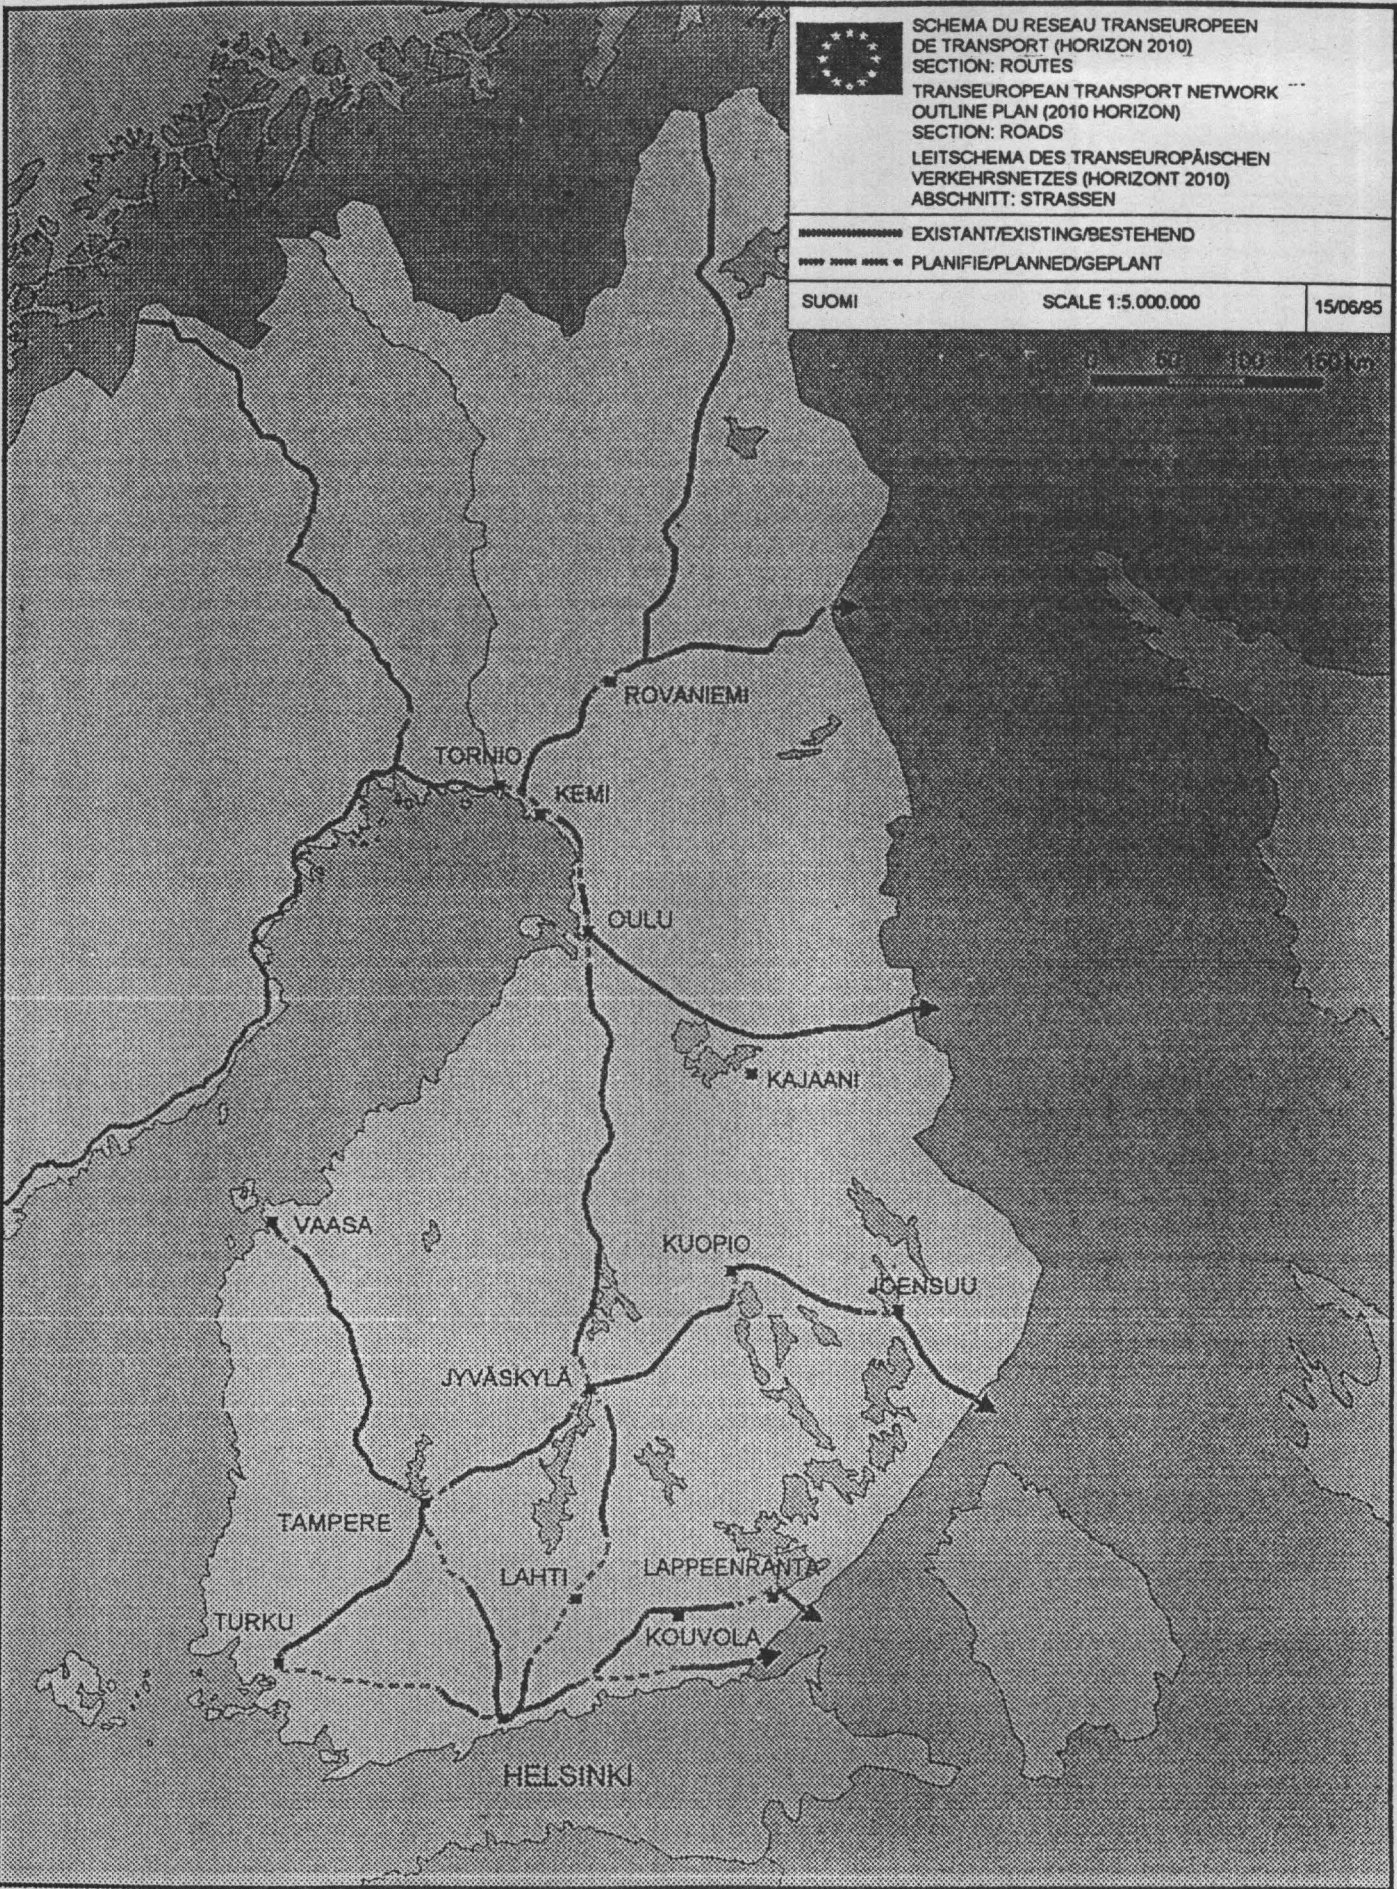 SCHEMA DU RESEAU TRANSEUROPEEN
DE TRANSPORT (HORIZON 2010)
SECTION: ROUTES
TRANSEUROPEAN TRANSPORT NETWORK
OUTLINE PLAN (2010 HORIZON)
SECTION: ROADS
LEITSCHEMA DES TRANSEUROPÄISCHEN
VERKEHRSNETZES (HORIZONT 2010)
ABSCHNITT: STRASSEN
EXISTANT/EXISTING/BESTEHEND
PLANIFIE/PLANNED/GEPLANT
SUOMI SCALE 1:5.000.000 15/06/95
0 50 100 150 km
ROVANIEMI
TORNIO
KEMI
OULU
KAJAANI
VAASA
KUOPIO
JOENSUU
JYVÄSKYLÄ
TAMPERE
LAHTI
LAPPEENRANTA
TURKU
KOUVOLA
HELSINKI